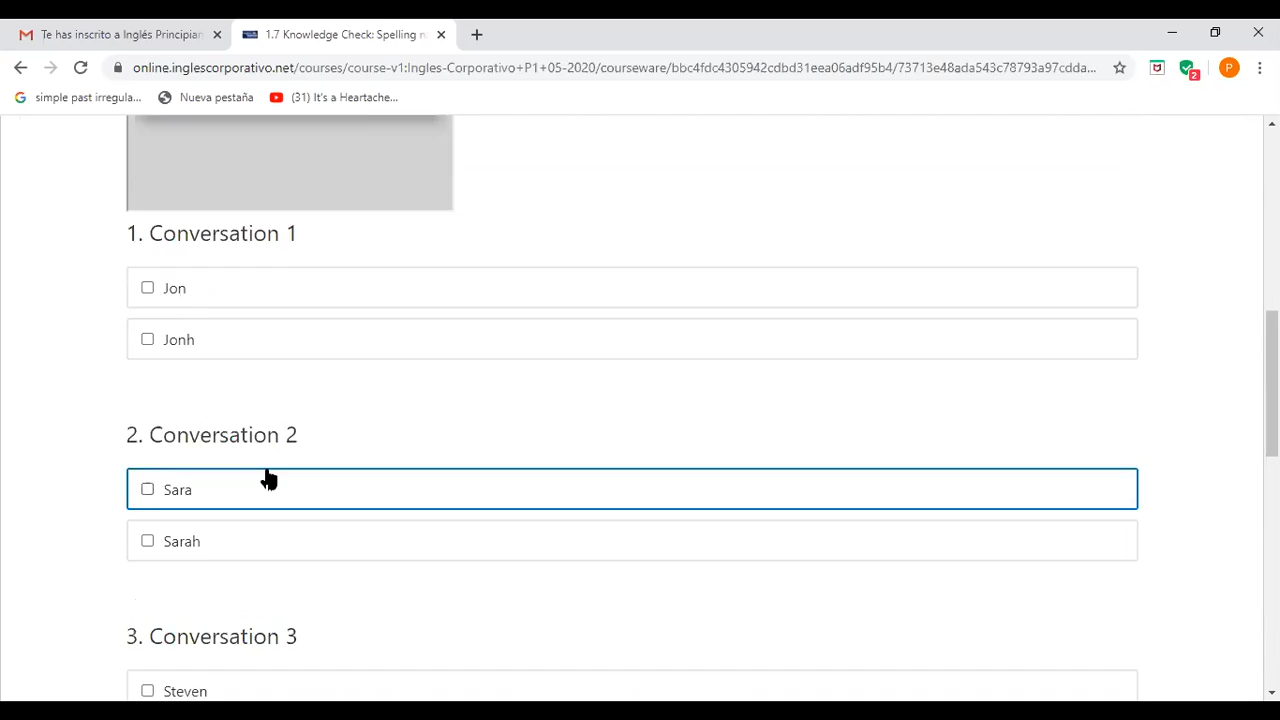 Te has inscrito a Inglés Principian
1.7 Knowledge Check: Spelling n
online.inglescorporativo.net/courses/course-v1:Ingles-Corporativo+P1+05-2020/courseware/bbc4fdc4305942cdbd31eea06adf95b4/73713e48ada543c78793a97cdda...
2
P
simple past irregula...
Nueva pestaña
(31) It's a Heartache...
1. Conversation 1
Jon
Jonh
2. Conversation 2
Sara
Sarah
3. Conversation 3
Steven